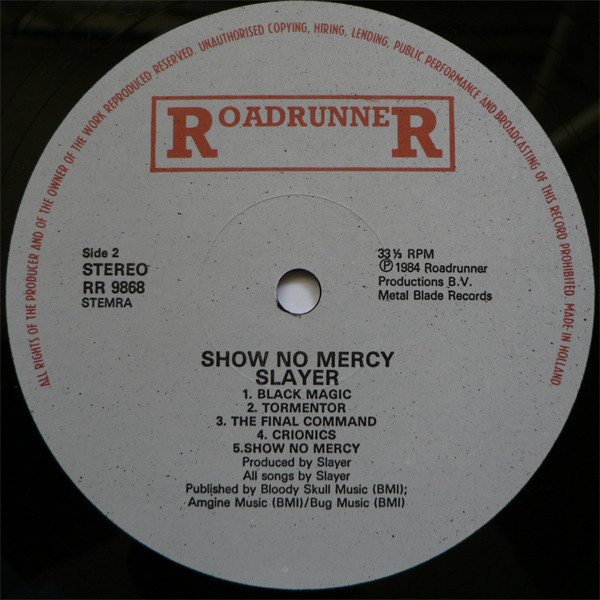 ALL RIGHTS OF THE PRODUCER AND OF THE OWNER OF THE WORK REPRODUCED RESERVED. UNAUTHORISED COPYING, HIRING, LENDING, PUBLIC PERFORMANCE AND BROADCASTING OF THIS RECORD PROHIBITED. MADE IN HOLLAND
ROADRUNNER
Side 2
STEREO
RR 9868
STEMRA
33⅓ RPM
Ⓟ1984 Roadrunner
Productions B.V.
Metal Blade Records
SHOW NO MERCY
SLAYER
1. BLACK MAGIC
2. TORMENTOR
3. THE FINAL COMMAND
4. CRIONICS
5.SHOW NO MERCY
Produced by Slayer
All songs by Slayer
Published by Bloody Skull Music (BMI);
Amgine Music (BMI)/Bug Music (BMI)